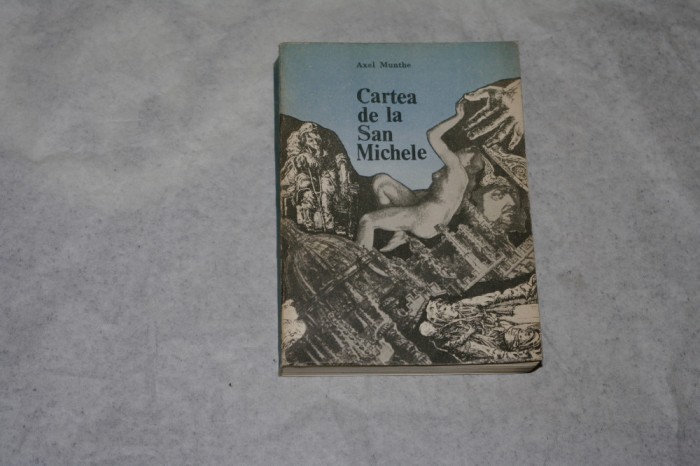 Axel Munthe
Cartea
de la
San
Michele